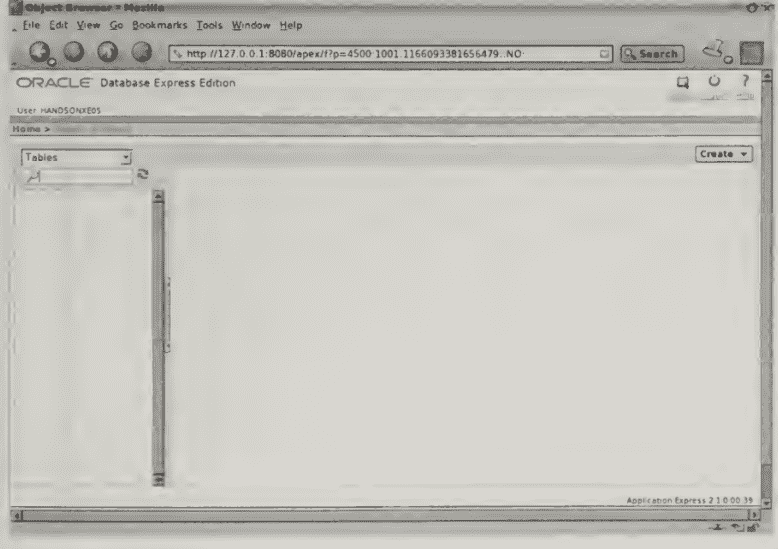 Object Browser - Mozilla
File Edit View Go Bookmarks Tools Window Help
http://127.0.0.1:8080/apex/f?p=4500:1001:1166093381656479::NO:
Search
ORACLE Database Express Edition
?
User: HANDSONXE05
Home >
Tables
Create
Application Express 2.1.0.00.39